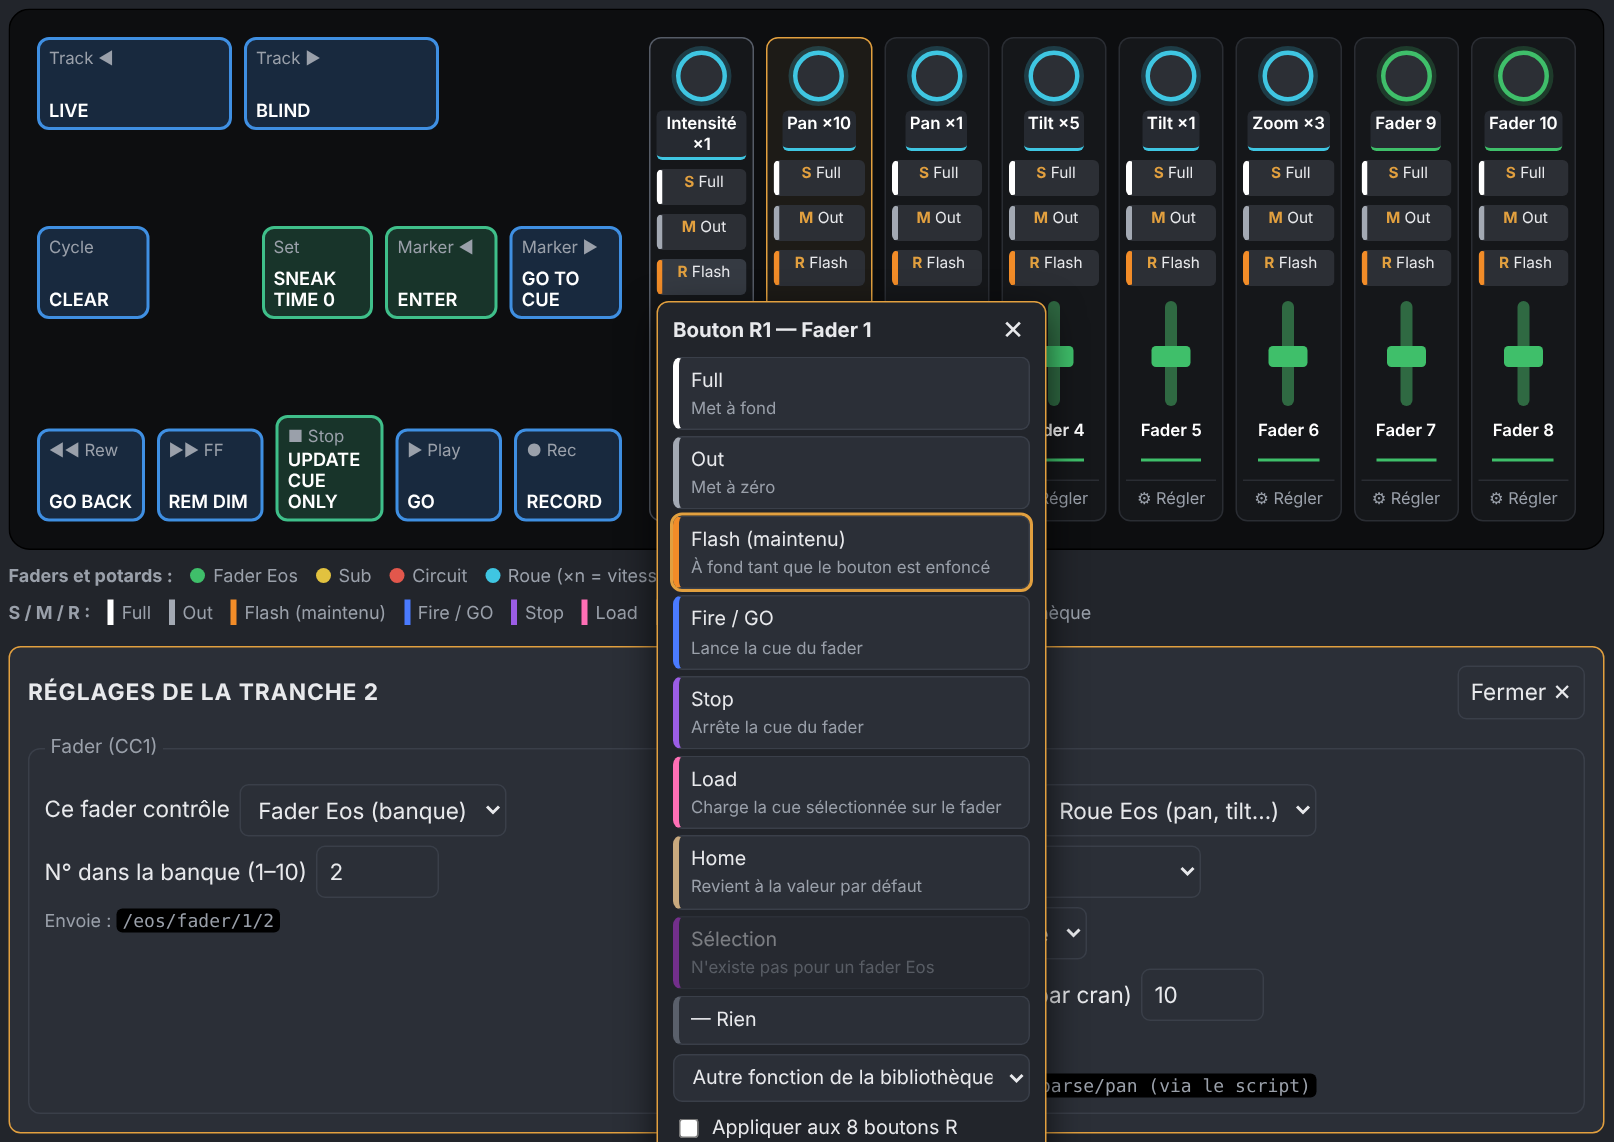 Track ◀
LIVE
Track ▶
BLIND
Cycle
CLEAR
Set
SNEAK
TIME 0
Marker ◀
ENTER
Marker ▶
GO TO
CUE
◀◀ Rew
GO BACK
▶▶ FF
REM DIM
■ Stop
UPDATE
CUE
ONLY
▶ Play
GO
● Rec
RECORD
Intensité
×1
S Full
M Out
R Flash
Pan ×10
S Full
M Out
R Flash
Pan ×1
S Full
M Out
R Flash
Tilt ×5
S Full
M Out
R Flash
Tilt ×1
S Full
M Out
R Flash
Fader 5
⚙ Régler
Zoom ×3
S Full
M Out
R Flash
Fader 6
⚙ Régler
Fader 9
S Full
M Out
R Flash
Fader 7
⚙ Régler
Fader 10
S Full
M Out
R Flash
Fader 8
⚙ Régler
der 4
égler
Faders et potards : Fader Eos Sub Circuit Roue (×n = vitess
S / M / R : Full Out Flash (maintenu) Fire / GO Stop Load
èque
Bouton R1 — Fader 1 ✕
Full
Met à fond
Out
Met à zéro
Flash (maintenu)
À fond tant que le bouton est enfoncé
Fire / GO
Lance la cue du fader
Stop
Arrête la cue du fader
Load
Charge la cue sélectionnée sur le fader
Home
Revient à la valeur par défaut
Sélection
N'existe pas pour un fader Eos
— Rien
Autre fonction de la bibliothèque
Appliquer aux 8 boutons R
RÉGLAGES DE LA TRANCHE 2
Fermer ✕
Fader (CC1)
Ce fader contrôle Fader Eos (banque)
N° dans la banque (1–10) 2
Envoie : /eos/fader/1/2
Roue Eos (pan, tilt...)
ar cran) 10
arse/pan (via le script)